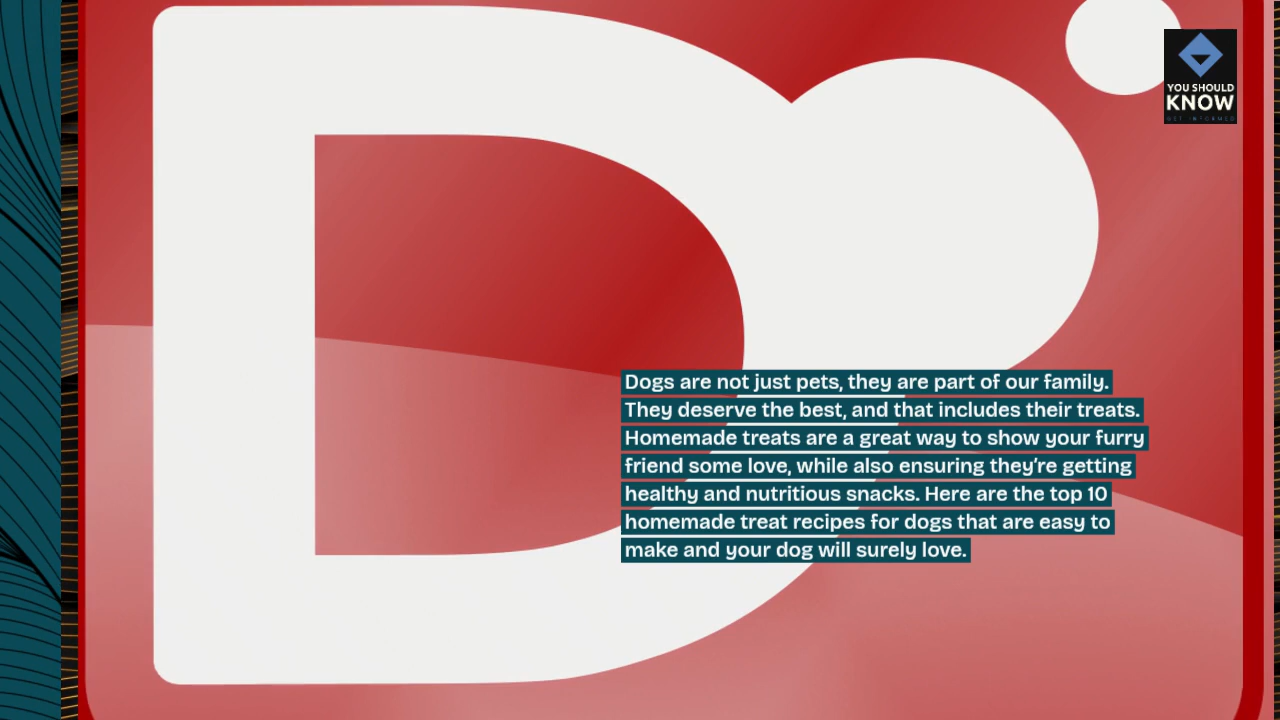 D
YOU SHOULD
KNOW
GET INFORMED
Dogs are not just pets, they are part of our family.
They deserve the best, and that includes their treats.
Homemade treats are a great way to show your furry
friend some love, while also ensuring they're getting
healthy and nutritious snacks. Here are the top 10
homemade treat recipes for dogs that are easy to
make and your dog will surely love.